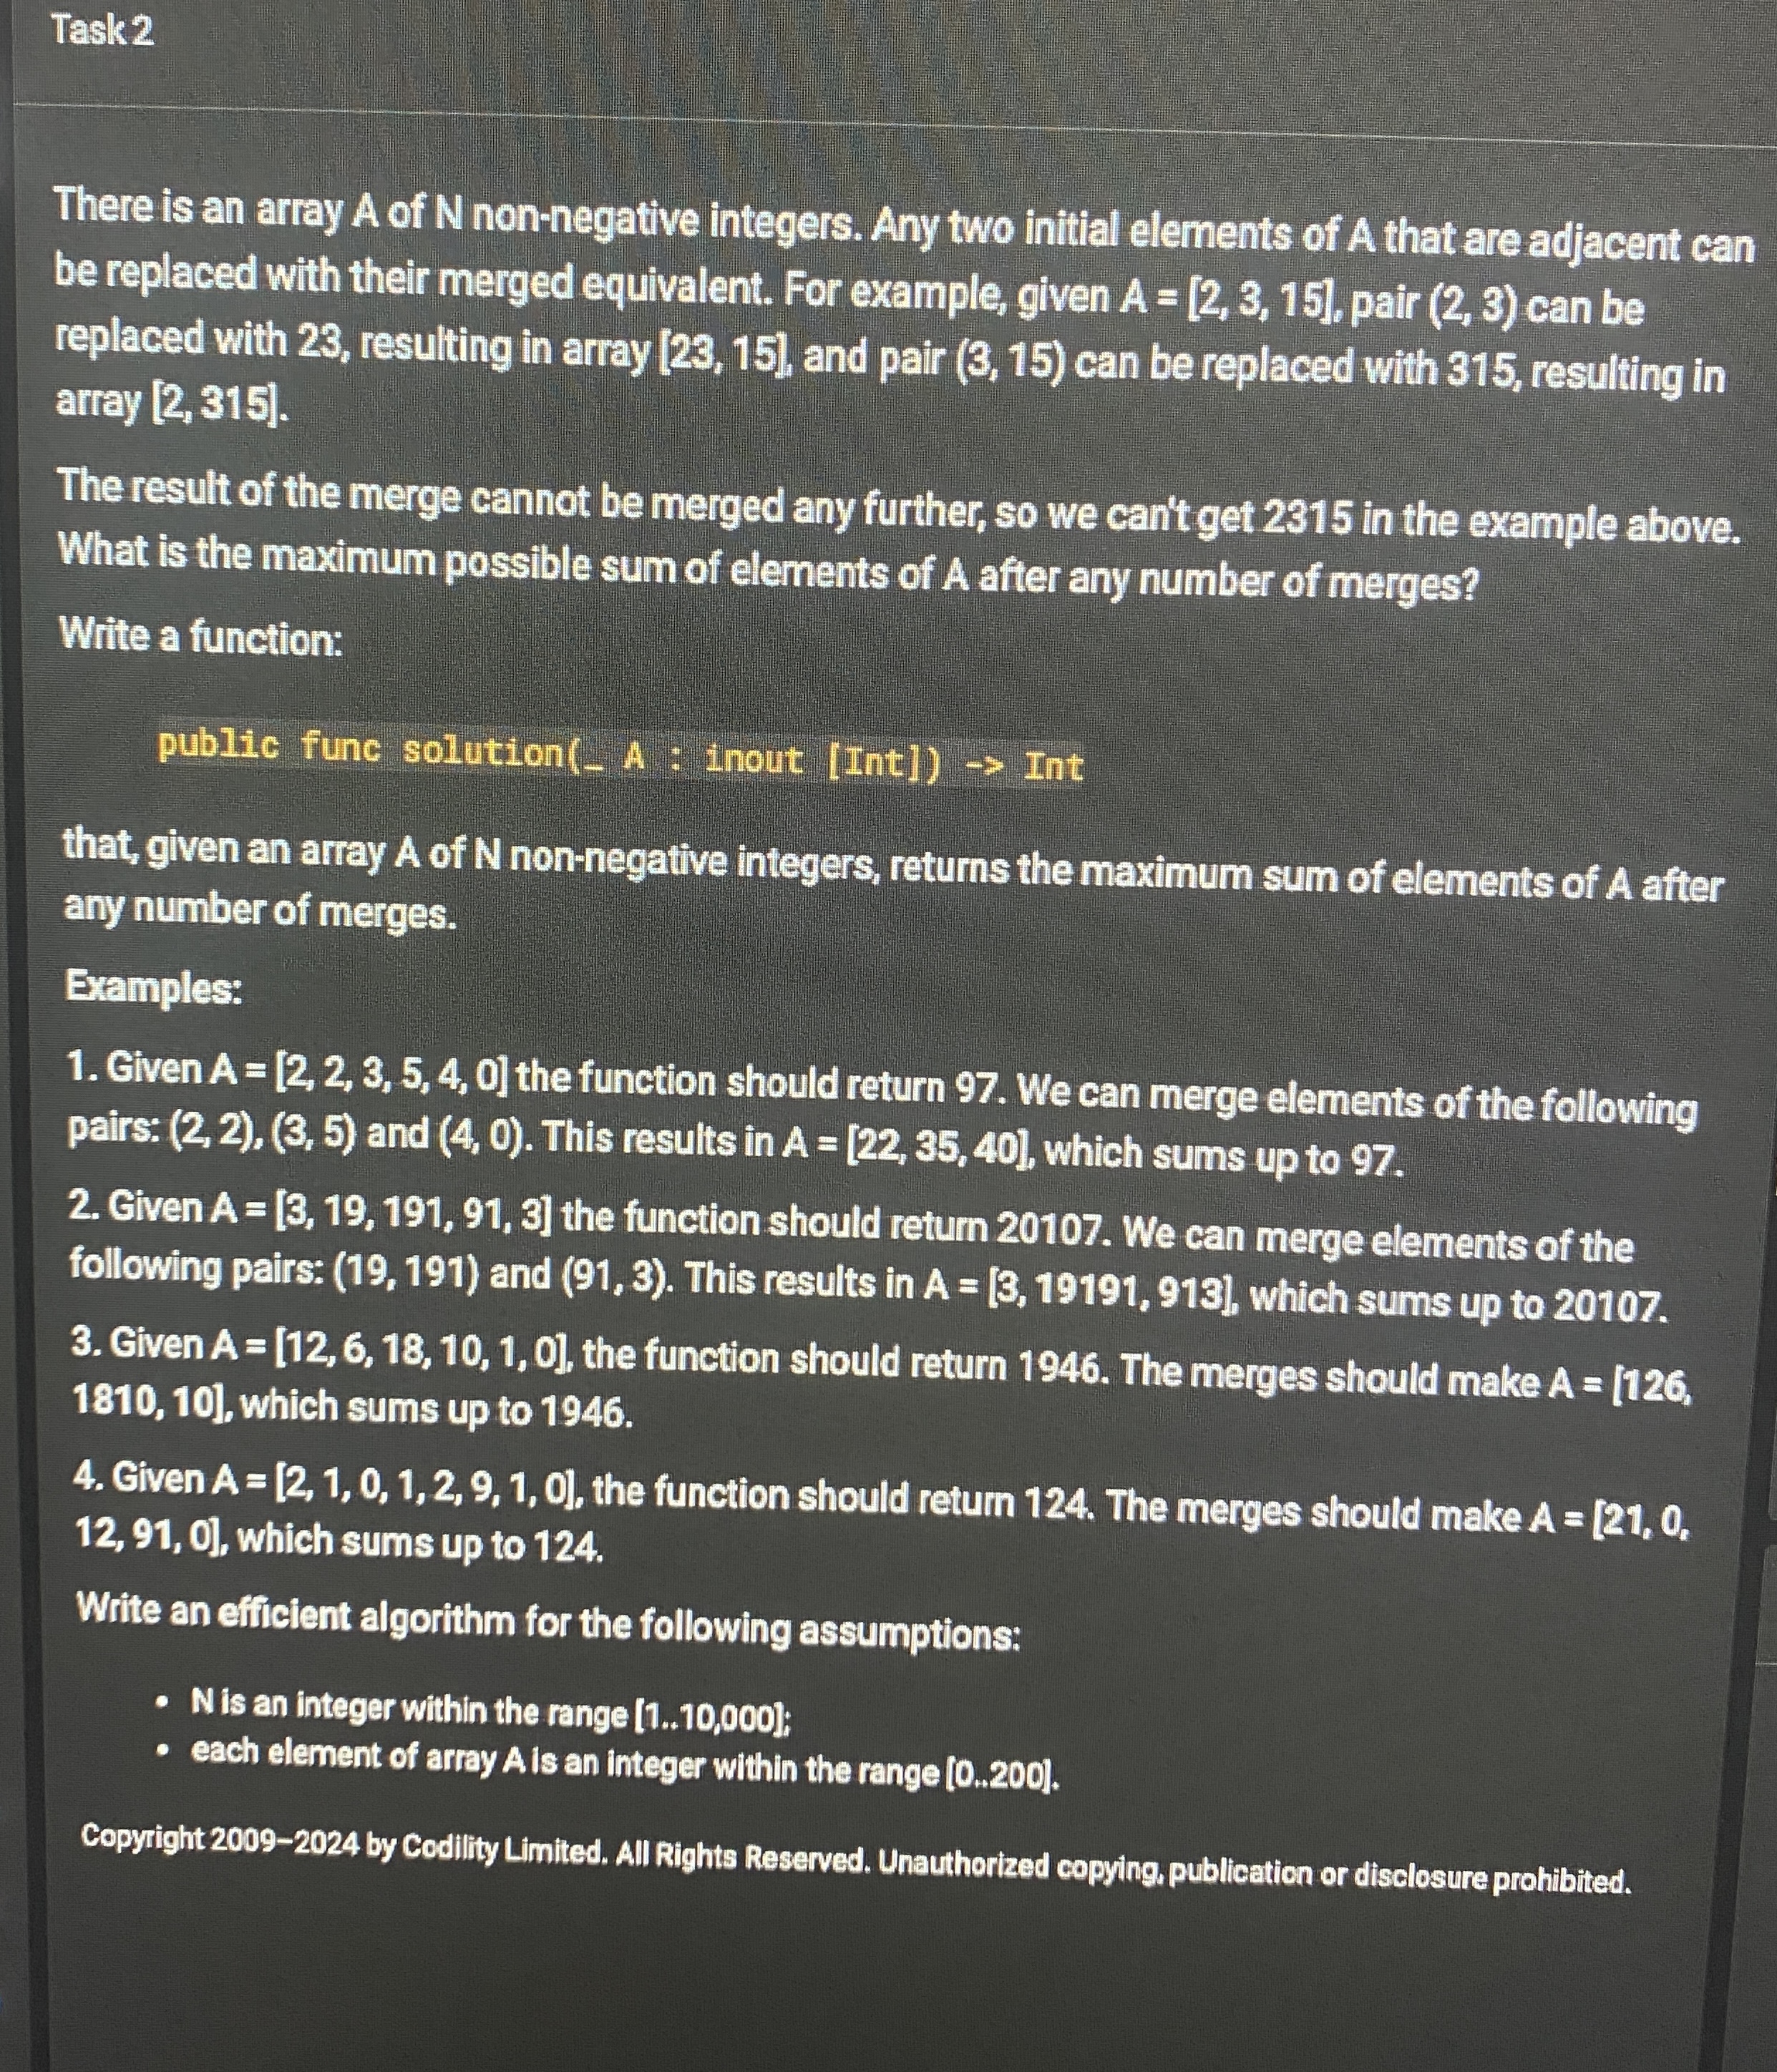 Task 2
There is an array A of N non-negative integers. Any two initial elements of A that are adjacent can
be replaced with their merged equivalent. For example, given A = [2, 3, 15], pair (2, 3) can be
replaced with 23, resulting in array [23, 15], and pair (3, 15) can be replaced with 315, resulting in
array [2, 315].
The result of the merge cannot be merged any further, so we can't get 2315 in the example above.
What is the maximum possible sum of elements of A after any number of merges?
Write a function:
public func solution(_ A : inout [Int]) -> Int
that, given an array A of N non-negative integers, returns the maximum sum of elements of A after
any number of merges.
Examples:
1. Given A = [2, 2, 3, 5, 4, 0] the function should return 97. We can merge elements of the following
pairs: (2, 2), (3, 5) and (4, 0). This results in A = [22, 35, 40], which sums up to 97.
2. Given A = [3, 19, 191, 91, 3] the function should return 20107. We can merge elements of the
following pairs: (19, 191) and (91, 3). This results in A = [3, 19191, 913], which sums up to 20107.
3. Given A = [12, 6, 18, 10, 1, 0], the function should return 1946. The merges should make A = [126,
1810, 10], which sums up to 1946.
4. Given A = [2, 1, 0, 1, 2, 9, 1, 0], the function should return 124. The merges should make A = [21, 0,
12, 91, 0], which sums up to 124.
Write an efficient algorithm for the following assumptions:
• N is an integer within the range [1..10,000];
• each element of array A is an integer within the range [0..200].
Copyright 2009–2024 by Codility Limited. All Rights Reserved. Unauthorized copying, publication or disclosure prohibited.